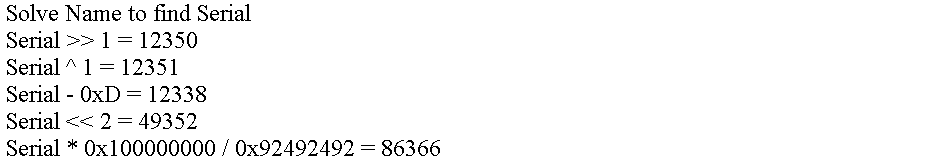 Solve Name to find Serial
Serial >> 1 = 12350
Serial ^ 1 = 12351
Serial - 0xD = 12338
Serial << 2 = 49352
Serial * 0x100000000 / 0x92492492 = 86366